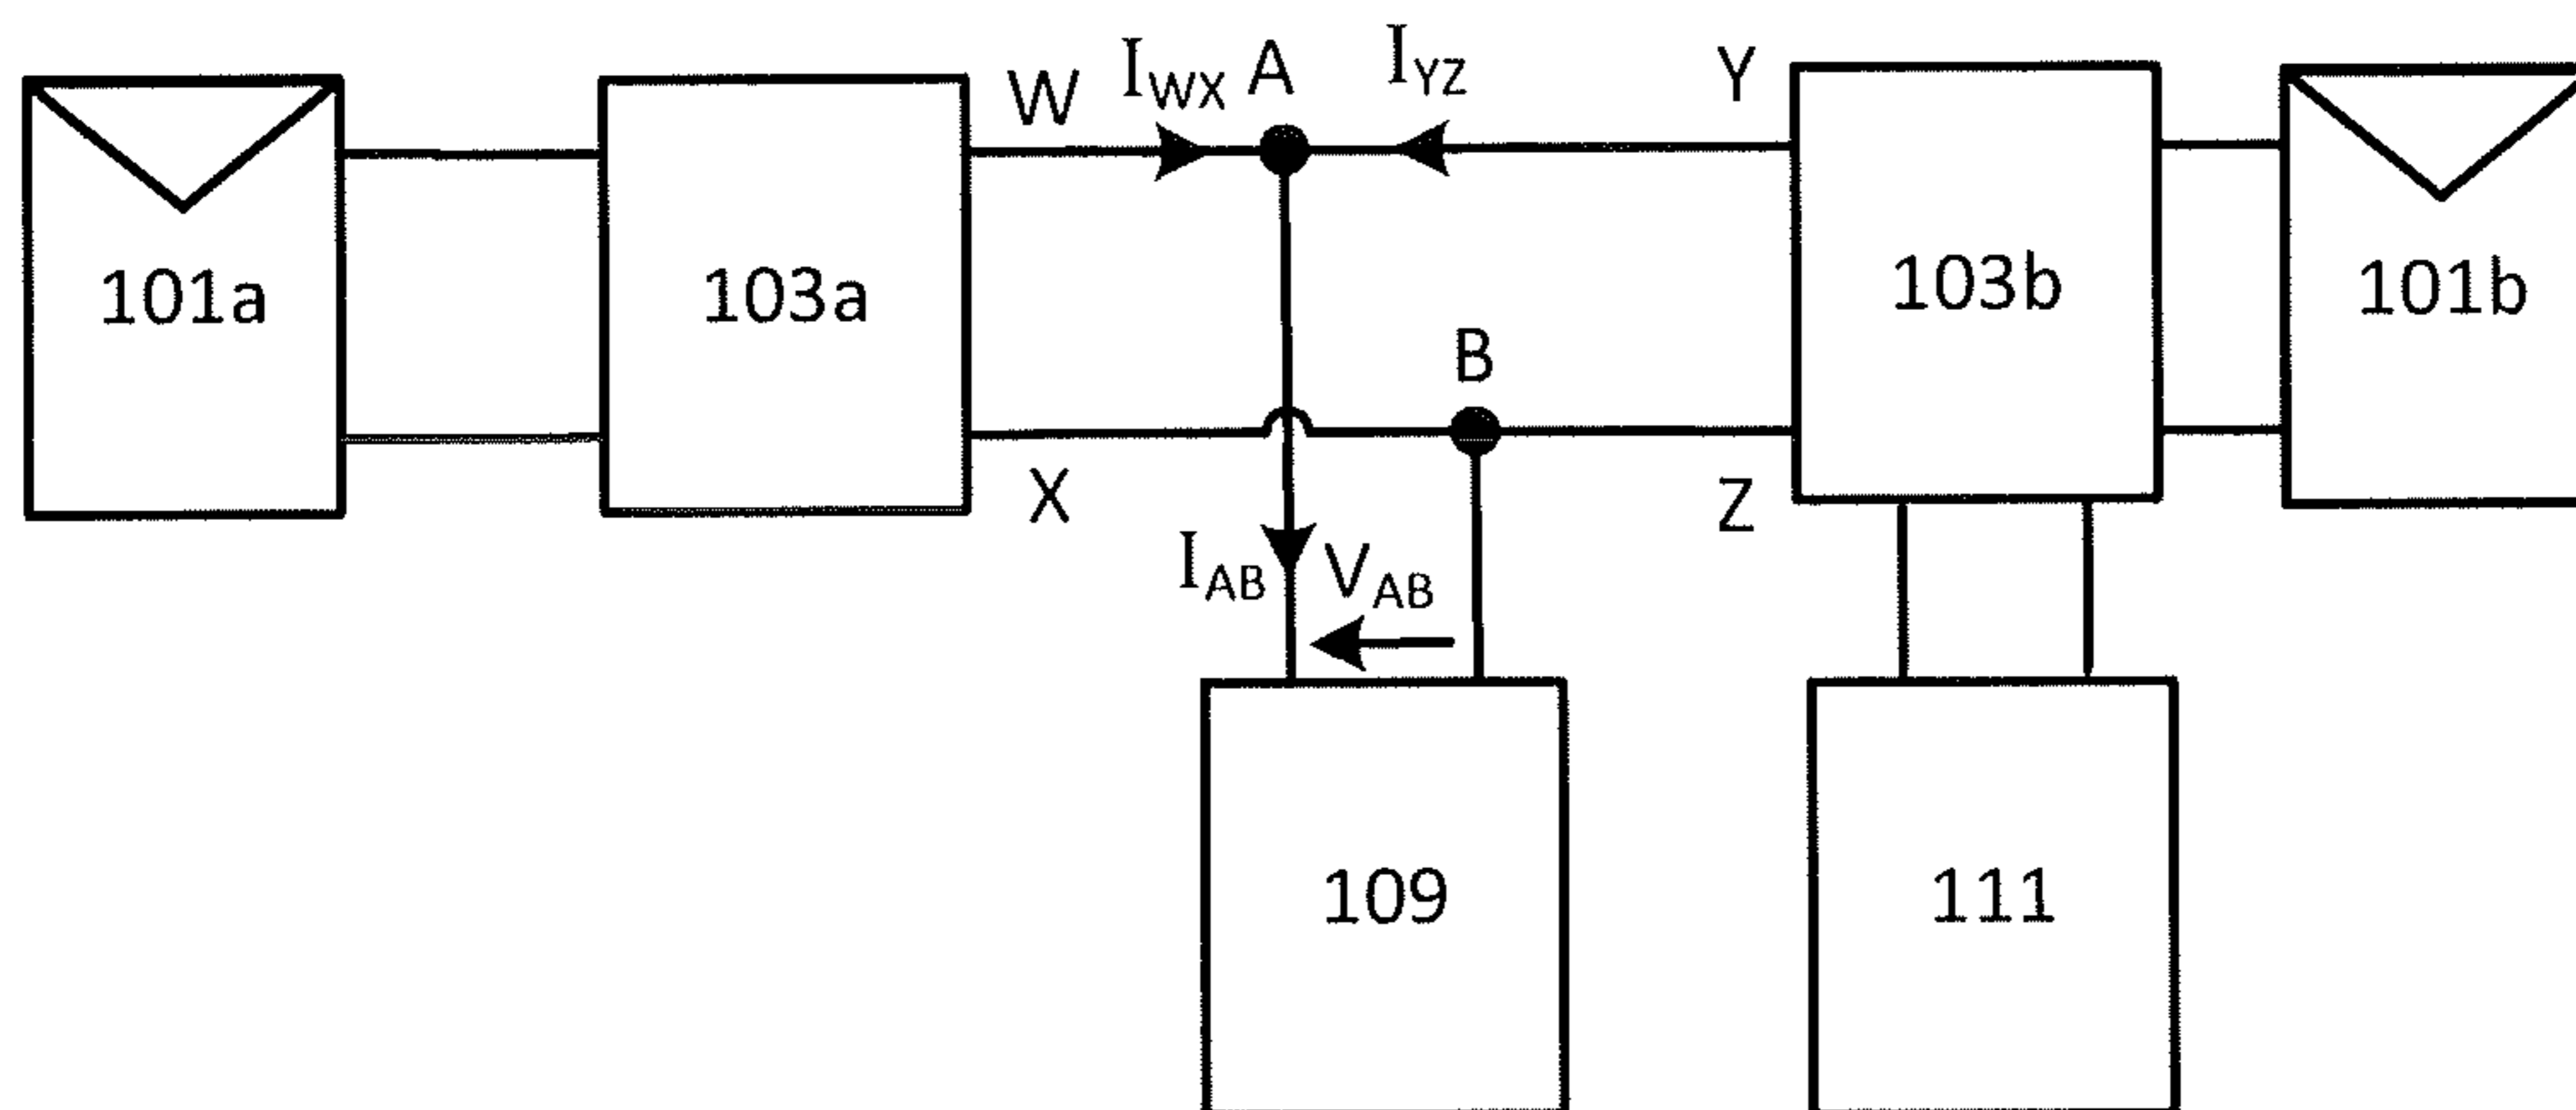 W I_WX A I_YZ Y
101a 103a 103b 101b
B
X Z
I_AB V_AB
109 111